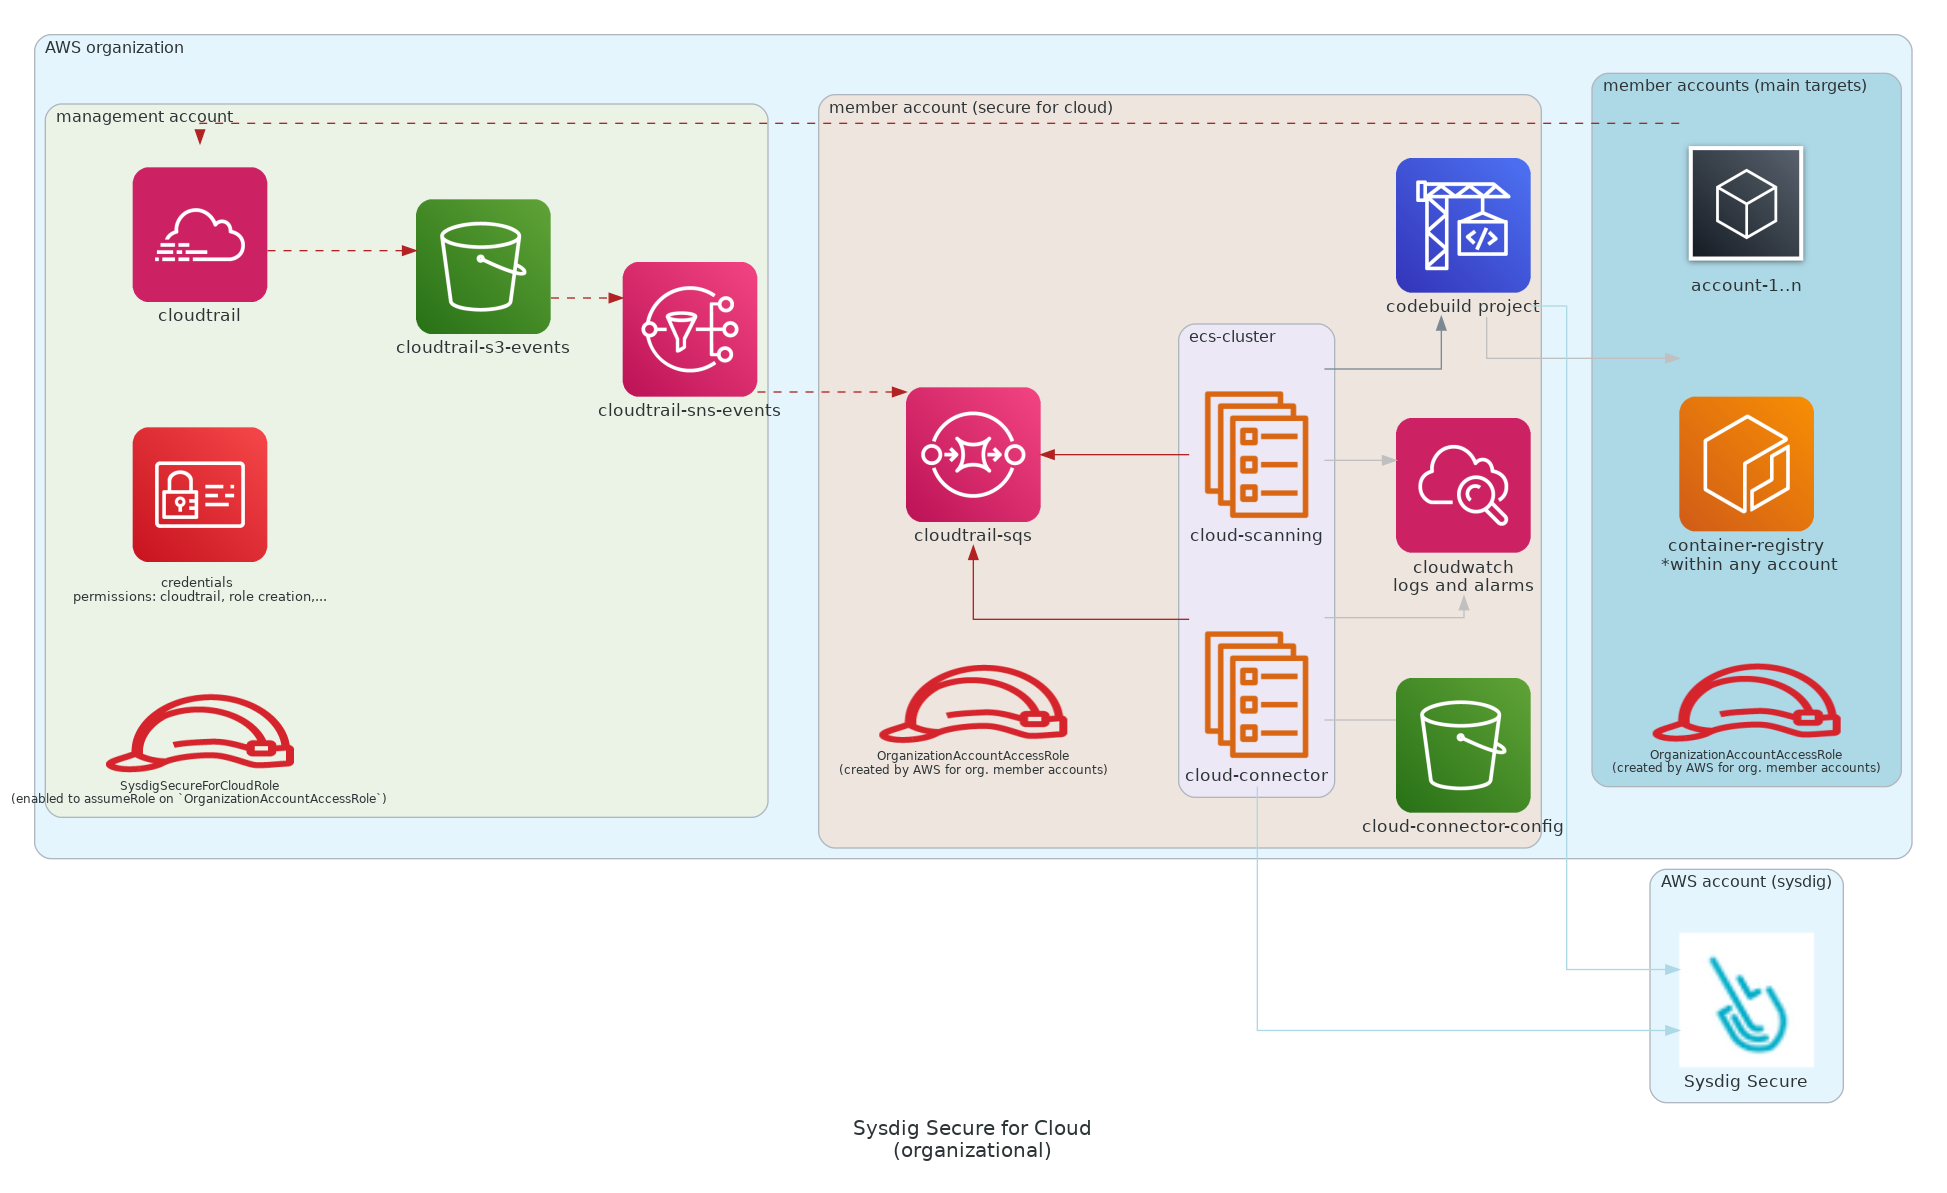 AWS organization
management account
cloudtrail
cloudtrail-s3-events
cloudtrail-sns-events
credentials
permissions: cloudtrail, role creation,...
SysdigSecureForCloudRole
(enabled to assumeRole on `OrganizationAccountAccessRole`)
member account (secure for cloud)
cloudtrail-sqs
OrganizationAccountAccessRole
(created by AWS for org. member accounts)
ecs-cluster
cloud-scanning
cloud-connector
codebuild project
cloudwatch
logs and alarms
cloud-connector-config
member accounts (main targets)
account-1..n
container-registry
*within any account
OrganizationAccountAccessRole
(created by AWS for org. member accounts)
AWS account (sysdig)
Sysdig Secure
Sysdig Secure for Cloud
(organizational)